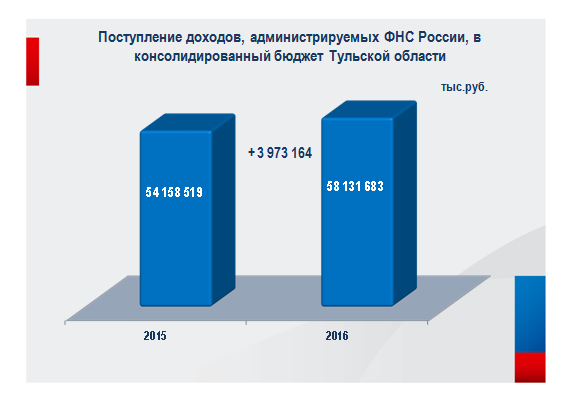 Поступление доходов, администрируемых ФНС России, в
консолидированный бюджет Тульской области
тыс.руб.
+ 3 973 164
54 158 519
58 131 683
2015
2016